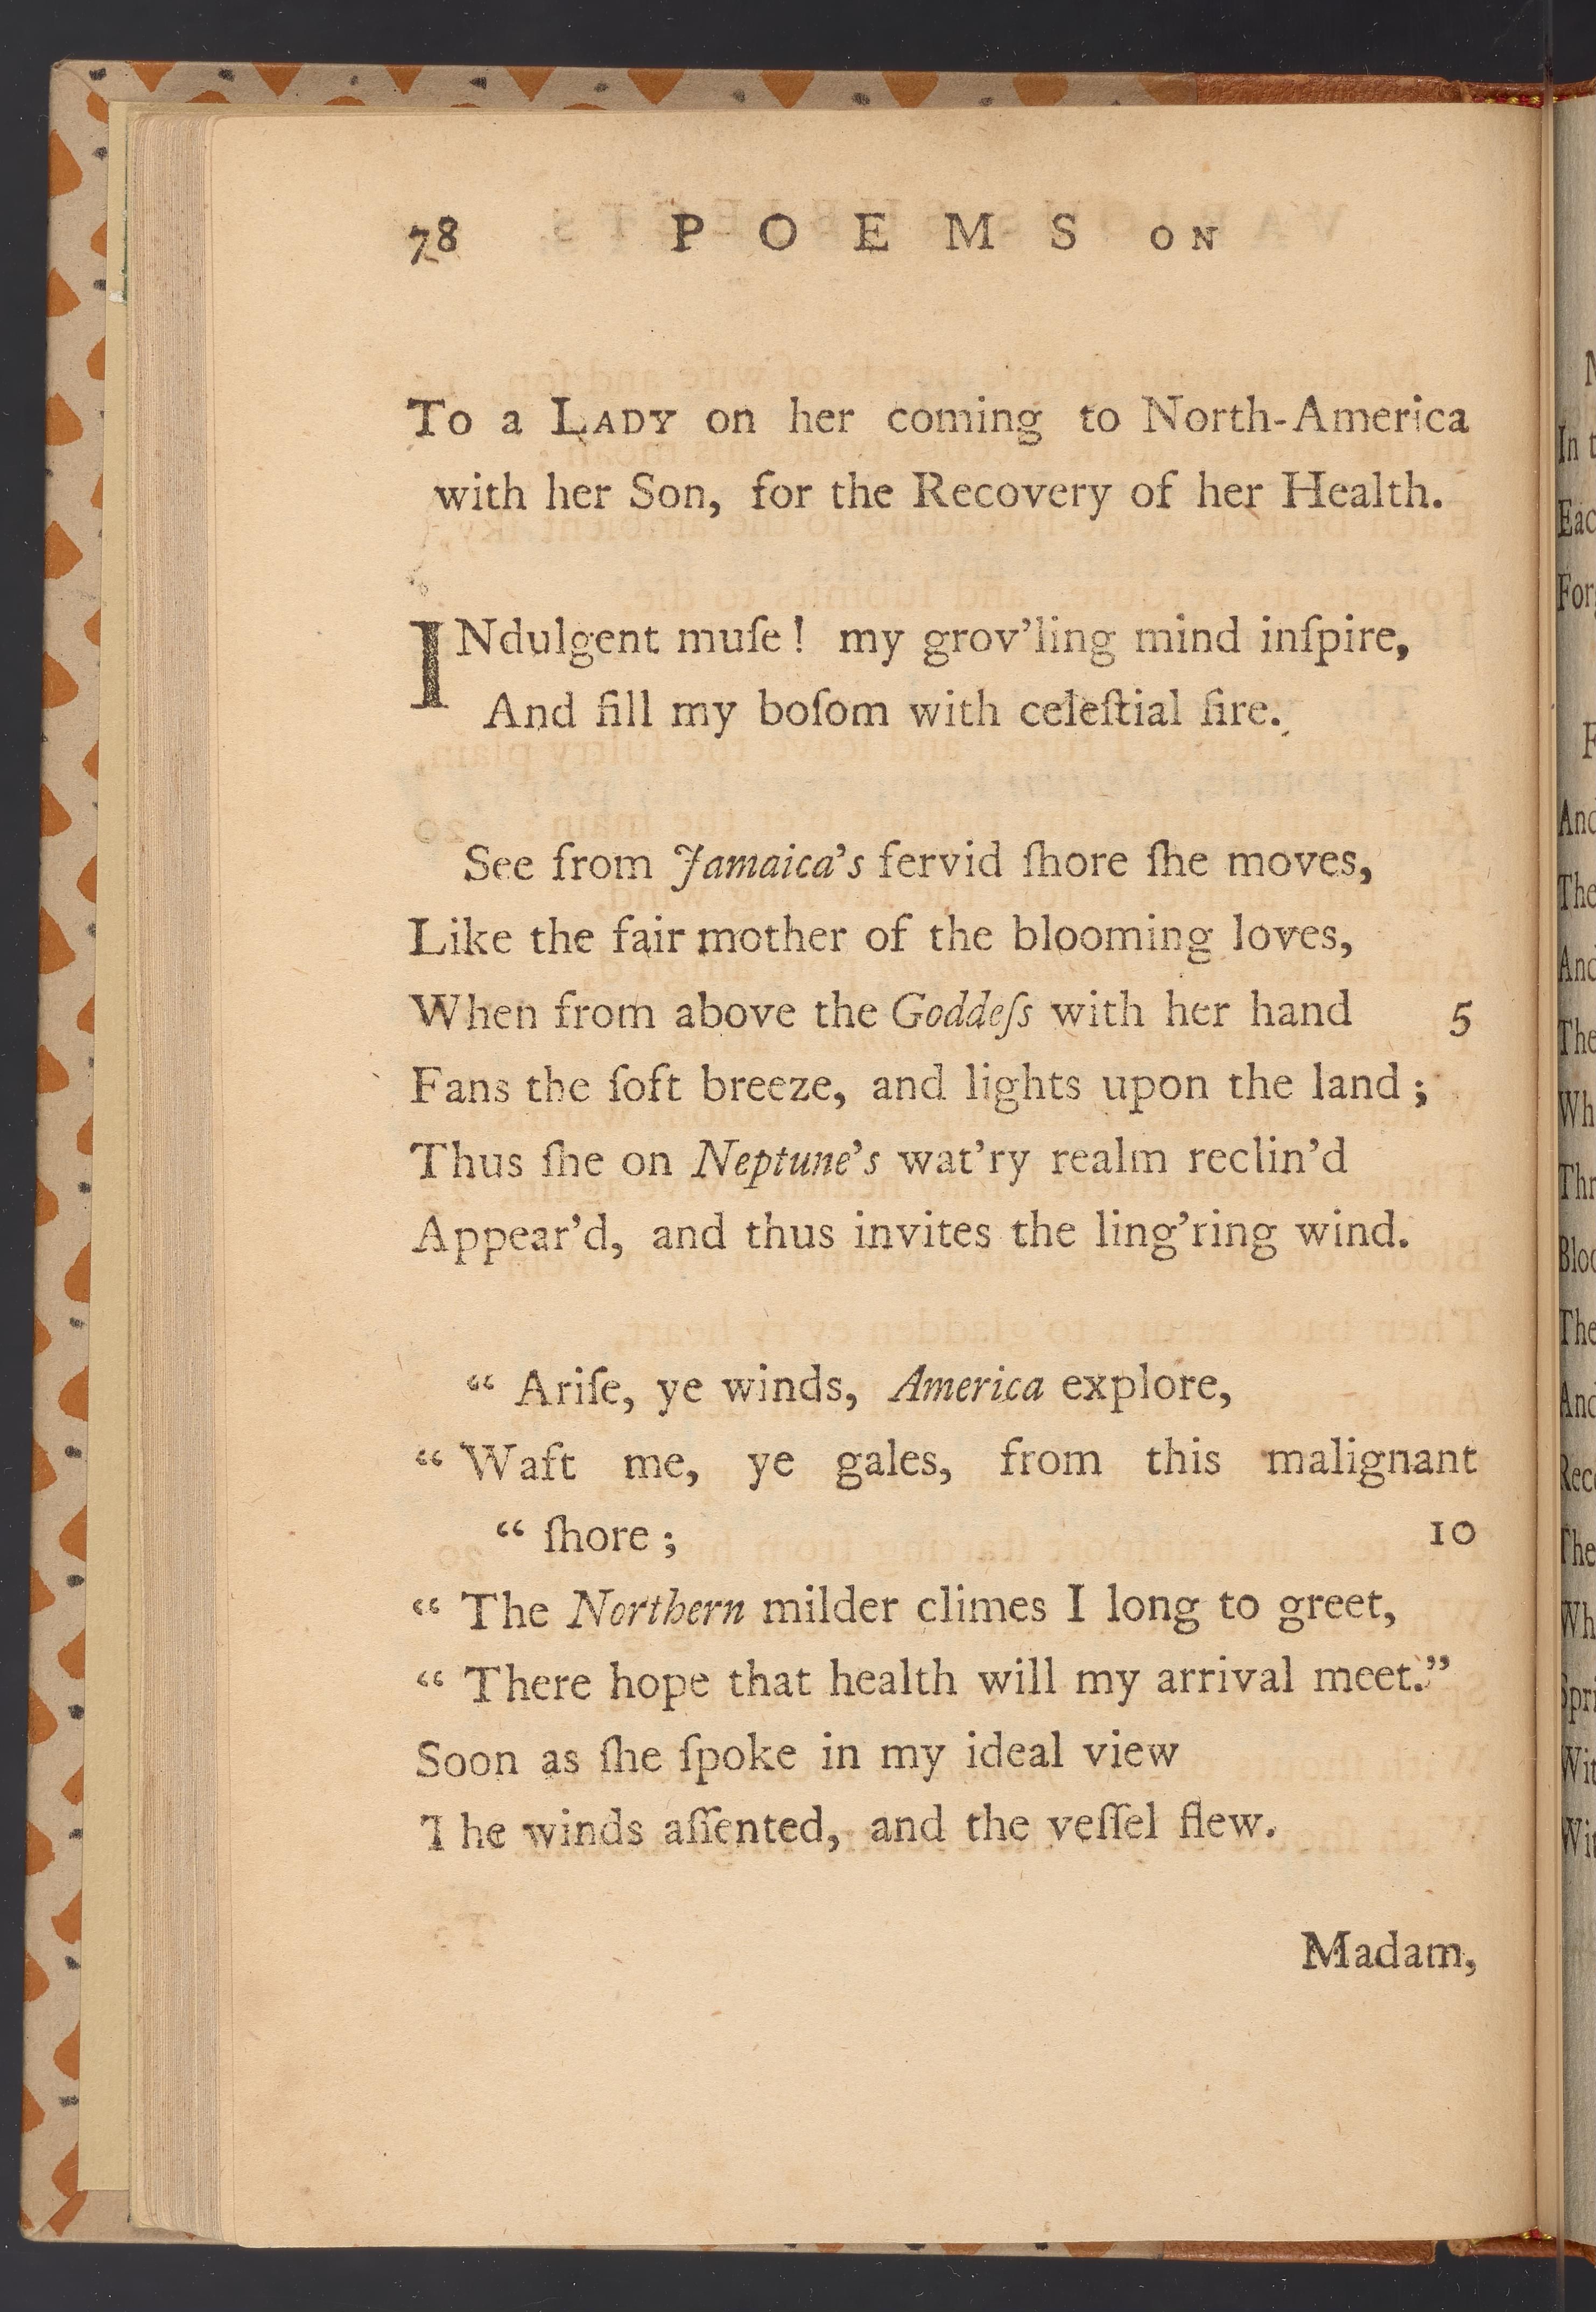 78 POEMS ON
To a LADY on her coming to North-America
with her Son, for the Recovery of her Health.
INdulgent muſe! my grov'ling mind inſpire,
And fill my boſom with celeſtial fire.
See from Jamaica's fervid ſhore ſhe moves,
Like the fair mother of the blooming loves,
When from above the Goddeſs with her hand 5
Fans the ſoft breeze, and lights upon the land;
Thus ſhe on Neptune's wat'ry realm reclin'd
Appear'd, and thus invites the ling'ring wind.
“ Ariſe, ye winds, America explore,
“ Waft me, ye gales, from this malignant
“ ſhore; 10
“ The Northern milder climes I long to greet,
“ There hope that health will my arrival meet.”
Soon as ſhe ſpoke in my ideal view
The winds aſſented, and the veſſel flew.
Madam,